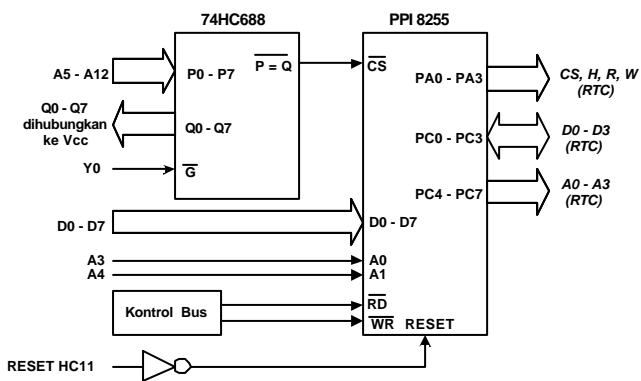 74HC688
PPI 8255
A5 - A12
P0 - P7
P = Q
CS
PA0 - PA3
CS, H, R, W
(RTC)
Q0 - Q7
dihubungkan
ke Vcc
Q0 - Q7
PC0 - PC3
D0 - D3
(RTC)
Y0
G
PC4 - PC7
A0 - A3
(RTC)
D0 - D7
D0 - D7
A3
A0
A4
A1
Kontrol Bus
RD
WR RESET
RESET HC11